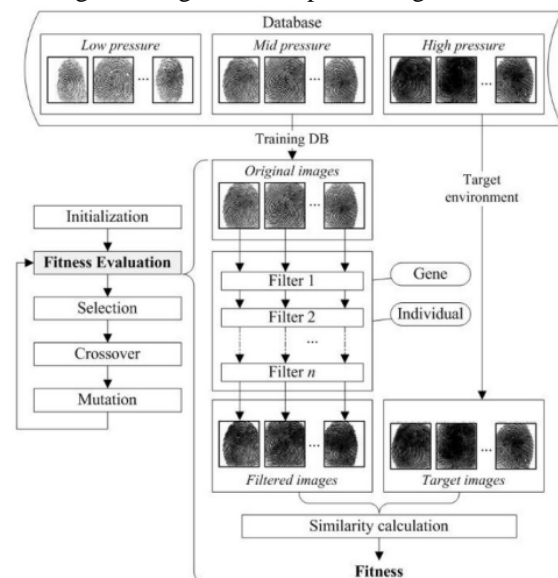 Database
Low pressure
Mid pressure
High pressure
...
...
...
Training DB
Target
environment
Original images
...
Initialization
Fitness Evaluation
Selection
Crossover
Mutation
Filter 1
Gene
Filter 2
Individual
...
Filter n
...
...
Filtered images
Target images
Similarity calculation
Fitness